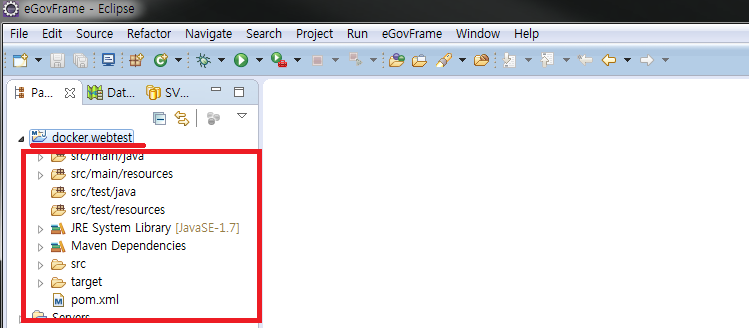 eGovFrame - Eclipse
File Edit Source Refactor Navigate Search Project Run eGovFrame Window Help
Pa... Dat... SV...
docker.webtest
src/main/java
src/main/resources
src/test/java
src/test/resources
JRE System Library [JavaSE-1.7]
Maven Dependencies
src
target
pom.xml
Servers